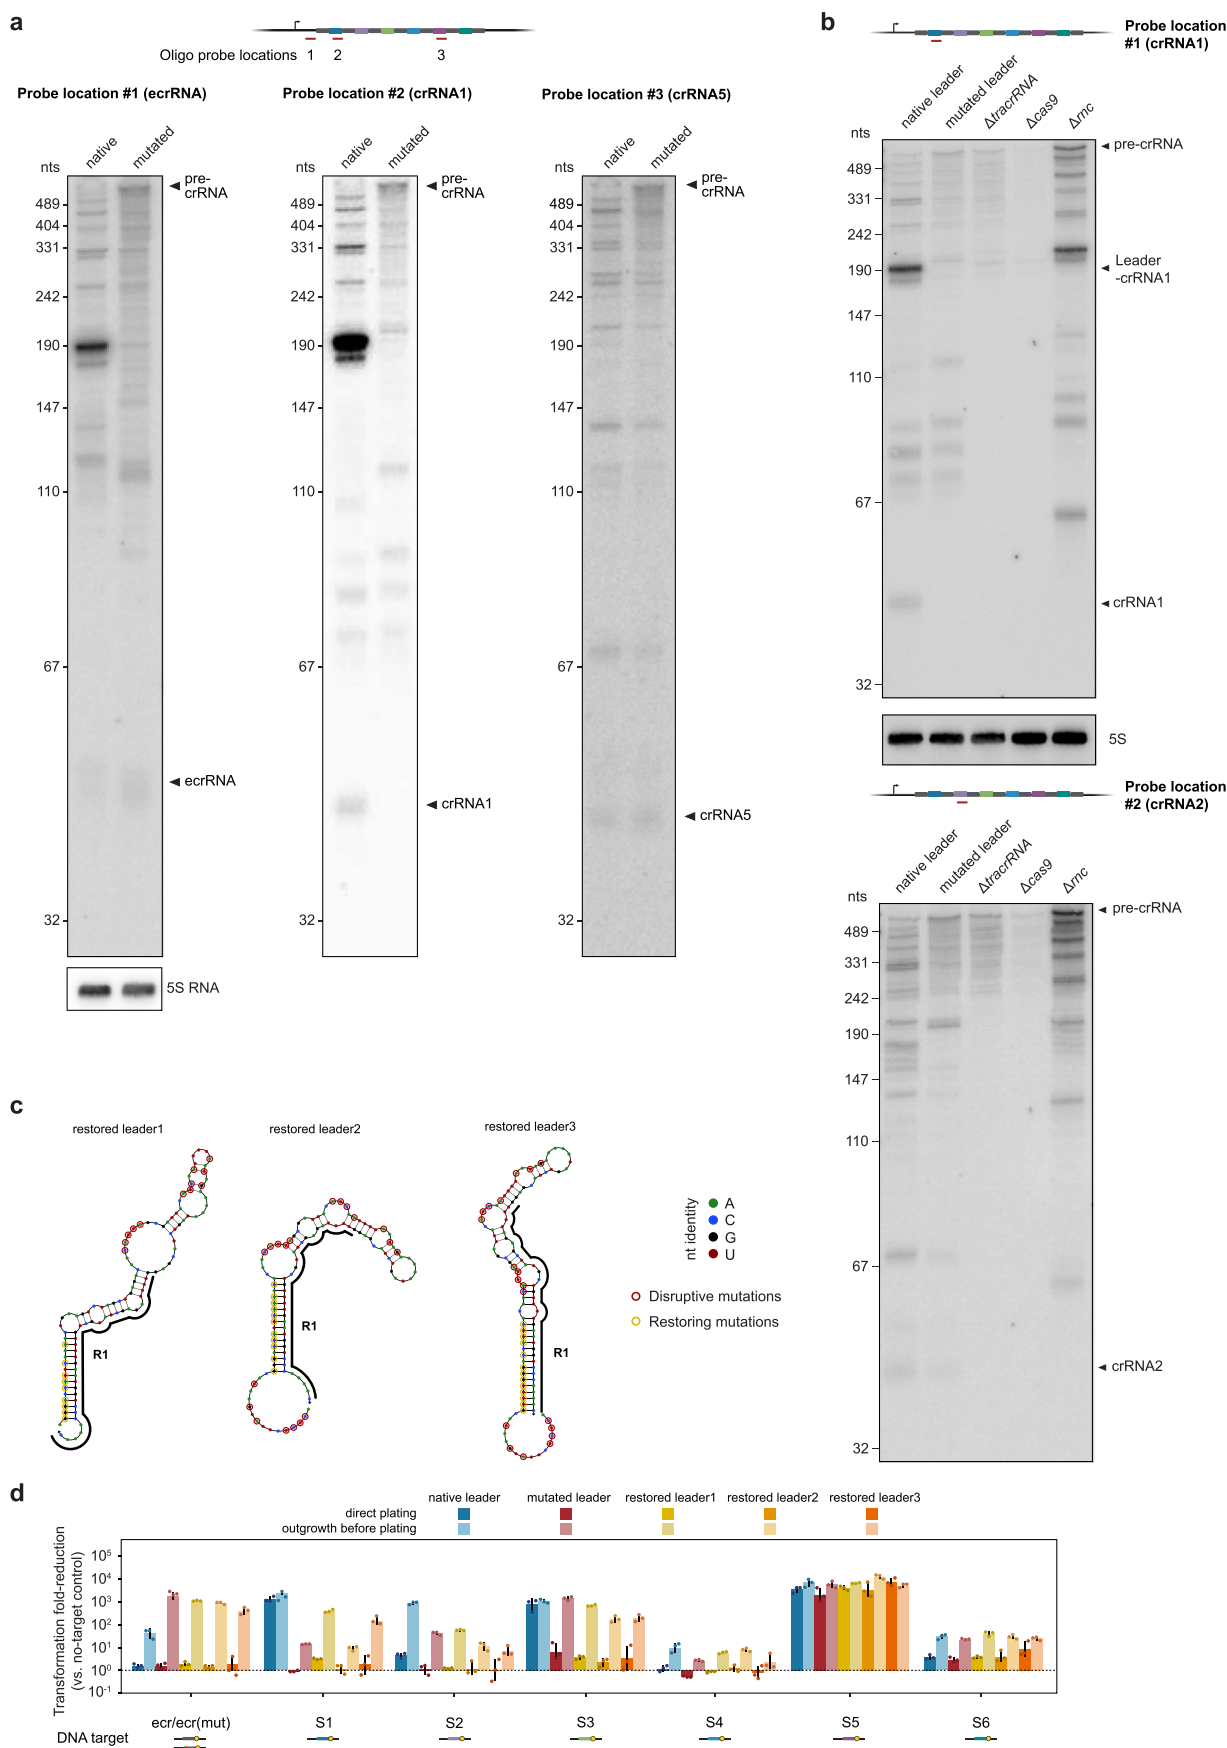 a
Oligo probe locations 1 2 3
Probe location #1 (ecrRNA)
native
mutated
nts
pre-
crRNA
489
404
331
242
190
147
110
67
32
ecrRNA
5S RNA
Probe location #2 (crRNA1)
native
mutated
nts
pre-
crRNA
489
404
331
242
190
147
110
67
32
crRNA1
Probe location #3 (crRNA5)
native
mutated
nts
pre-
crRNA
489
404
331
242
190
147
110
67
32
crRNA5
b
Probe location
#1 (crRNA1)
native leader
mutated leader
ΔtracrRNA
Δcas9
Δrnc
nts
pre-crRNA
489
331
242
190
147
110
67
32
Leader
-crRNA1
crRNA1
5S
Probe location
#2 (crRNA2)
native leader
mutated leader
ΔtracrRNA
Δcas9
Δrnc
nts
pre-crRNA
489
331
242
190
147
110
67
32
crRNA2
c
restored leader1
restored leader2
restored leader3
R1
R1
R1
nt identity
A
C
G
U
Disruptive mutations
Restoring mutations
d
native leader mutated leader restored leader1 restored leader2 restored leader3
direct plating
outgrowth before plating
Transformation fold-reduction
(vs. no-target control)
10⁵
10⁴
10³
10²
10¹
10⁰
10⁻¹
ecr/ecr(mut) S1 S2 S3 S4 S5 S6
DNA target